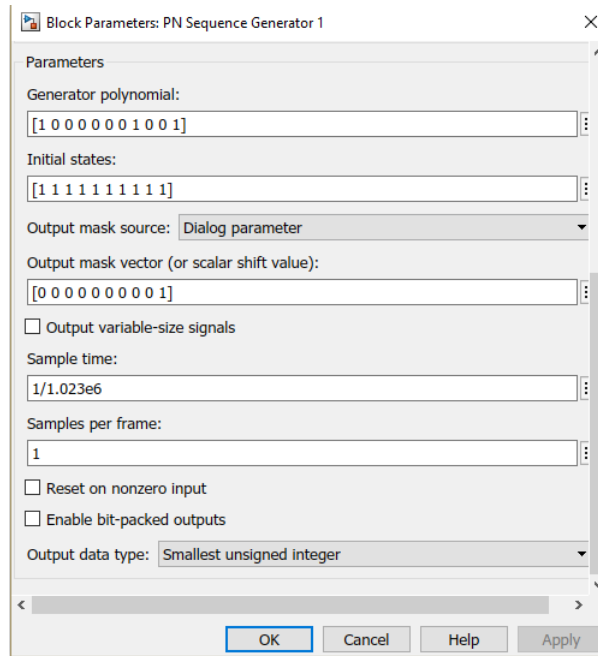 Block Parameters: PN Sequence Generator 1
Parameters
Generator polynomial:
[1 0 0 0 0 0 0 1 0 0 1]
Initial states:
[1 1 1 1 1 1 1 1 1 1]
Output mask source: Dialog parameter
Output mask vector (or scalar shift value):
[0 0 0 0 0 0 0 0 0 1]
Output variable-size signals
Sample time:
1/1.023e6
Samples per frame:
1
Reset on nonzero input
Enable bit-packed outputs
Output data type: Smallest unsigned integer
OK Cancel Help Apply